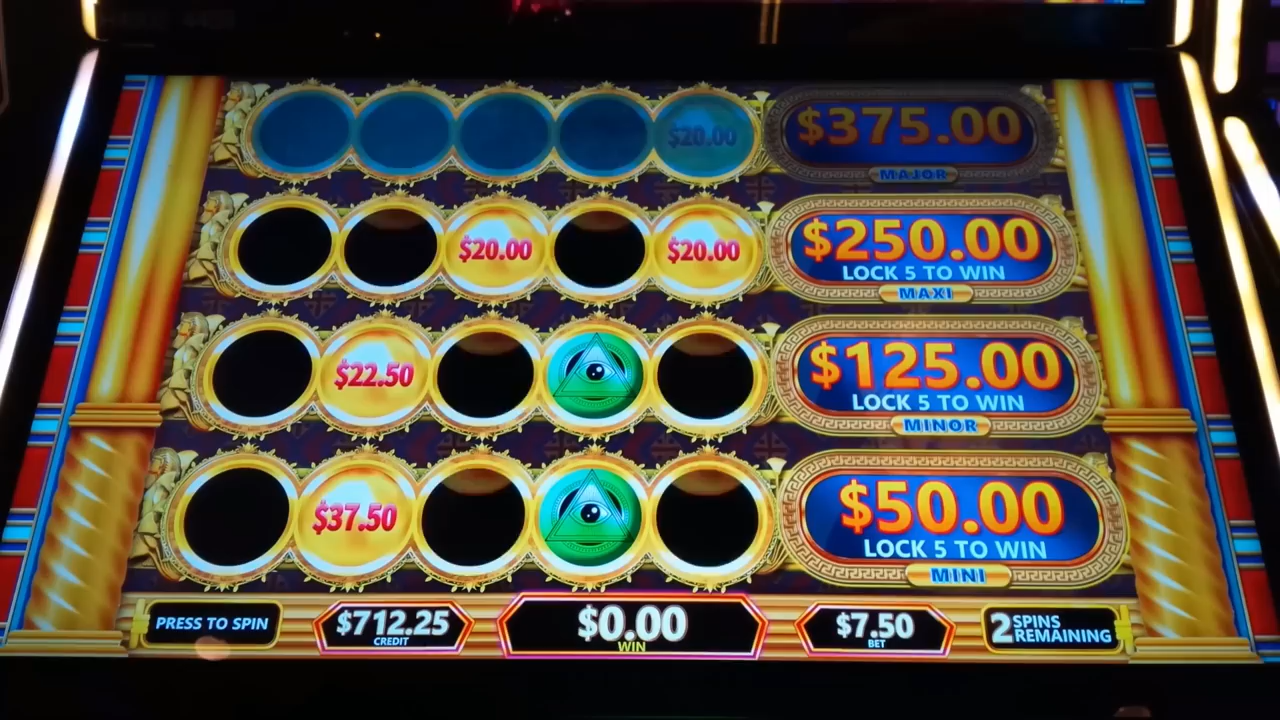 $20.00
$375.00
MAJOR
$20.00
$20.00
$250.00
LOCK 5 TO WIN
MAXI
$22.50
$125.00
LOCK 5 TO WIN
MINOR
$37.50
$50.00
LOCK 5 TO WIN
MINI
PRESS TO SPIN
$712.25
CREDIT
$0.00
WIN
$7.50
BET
2 SPINS
REMAINING